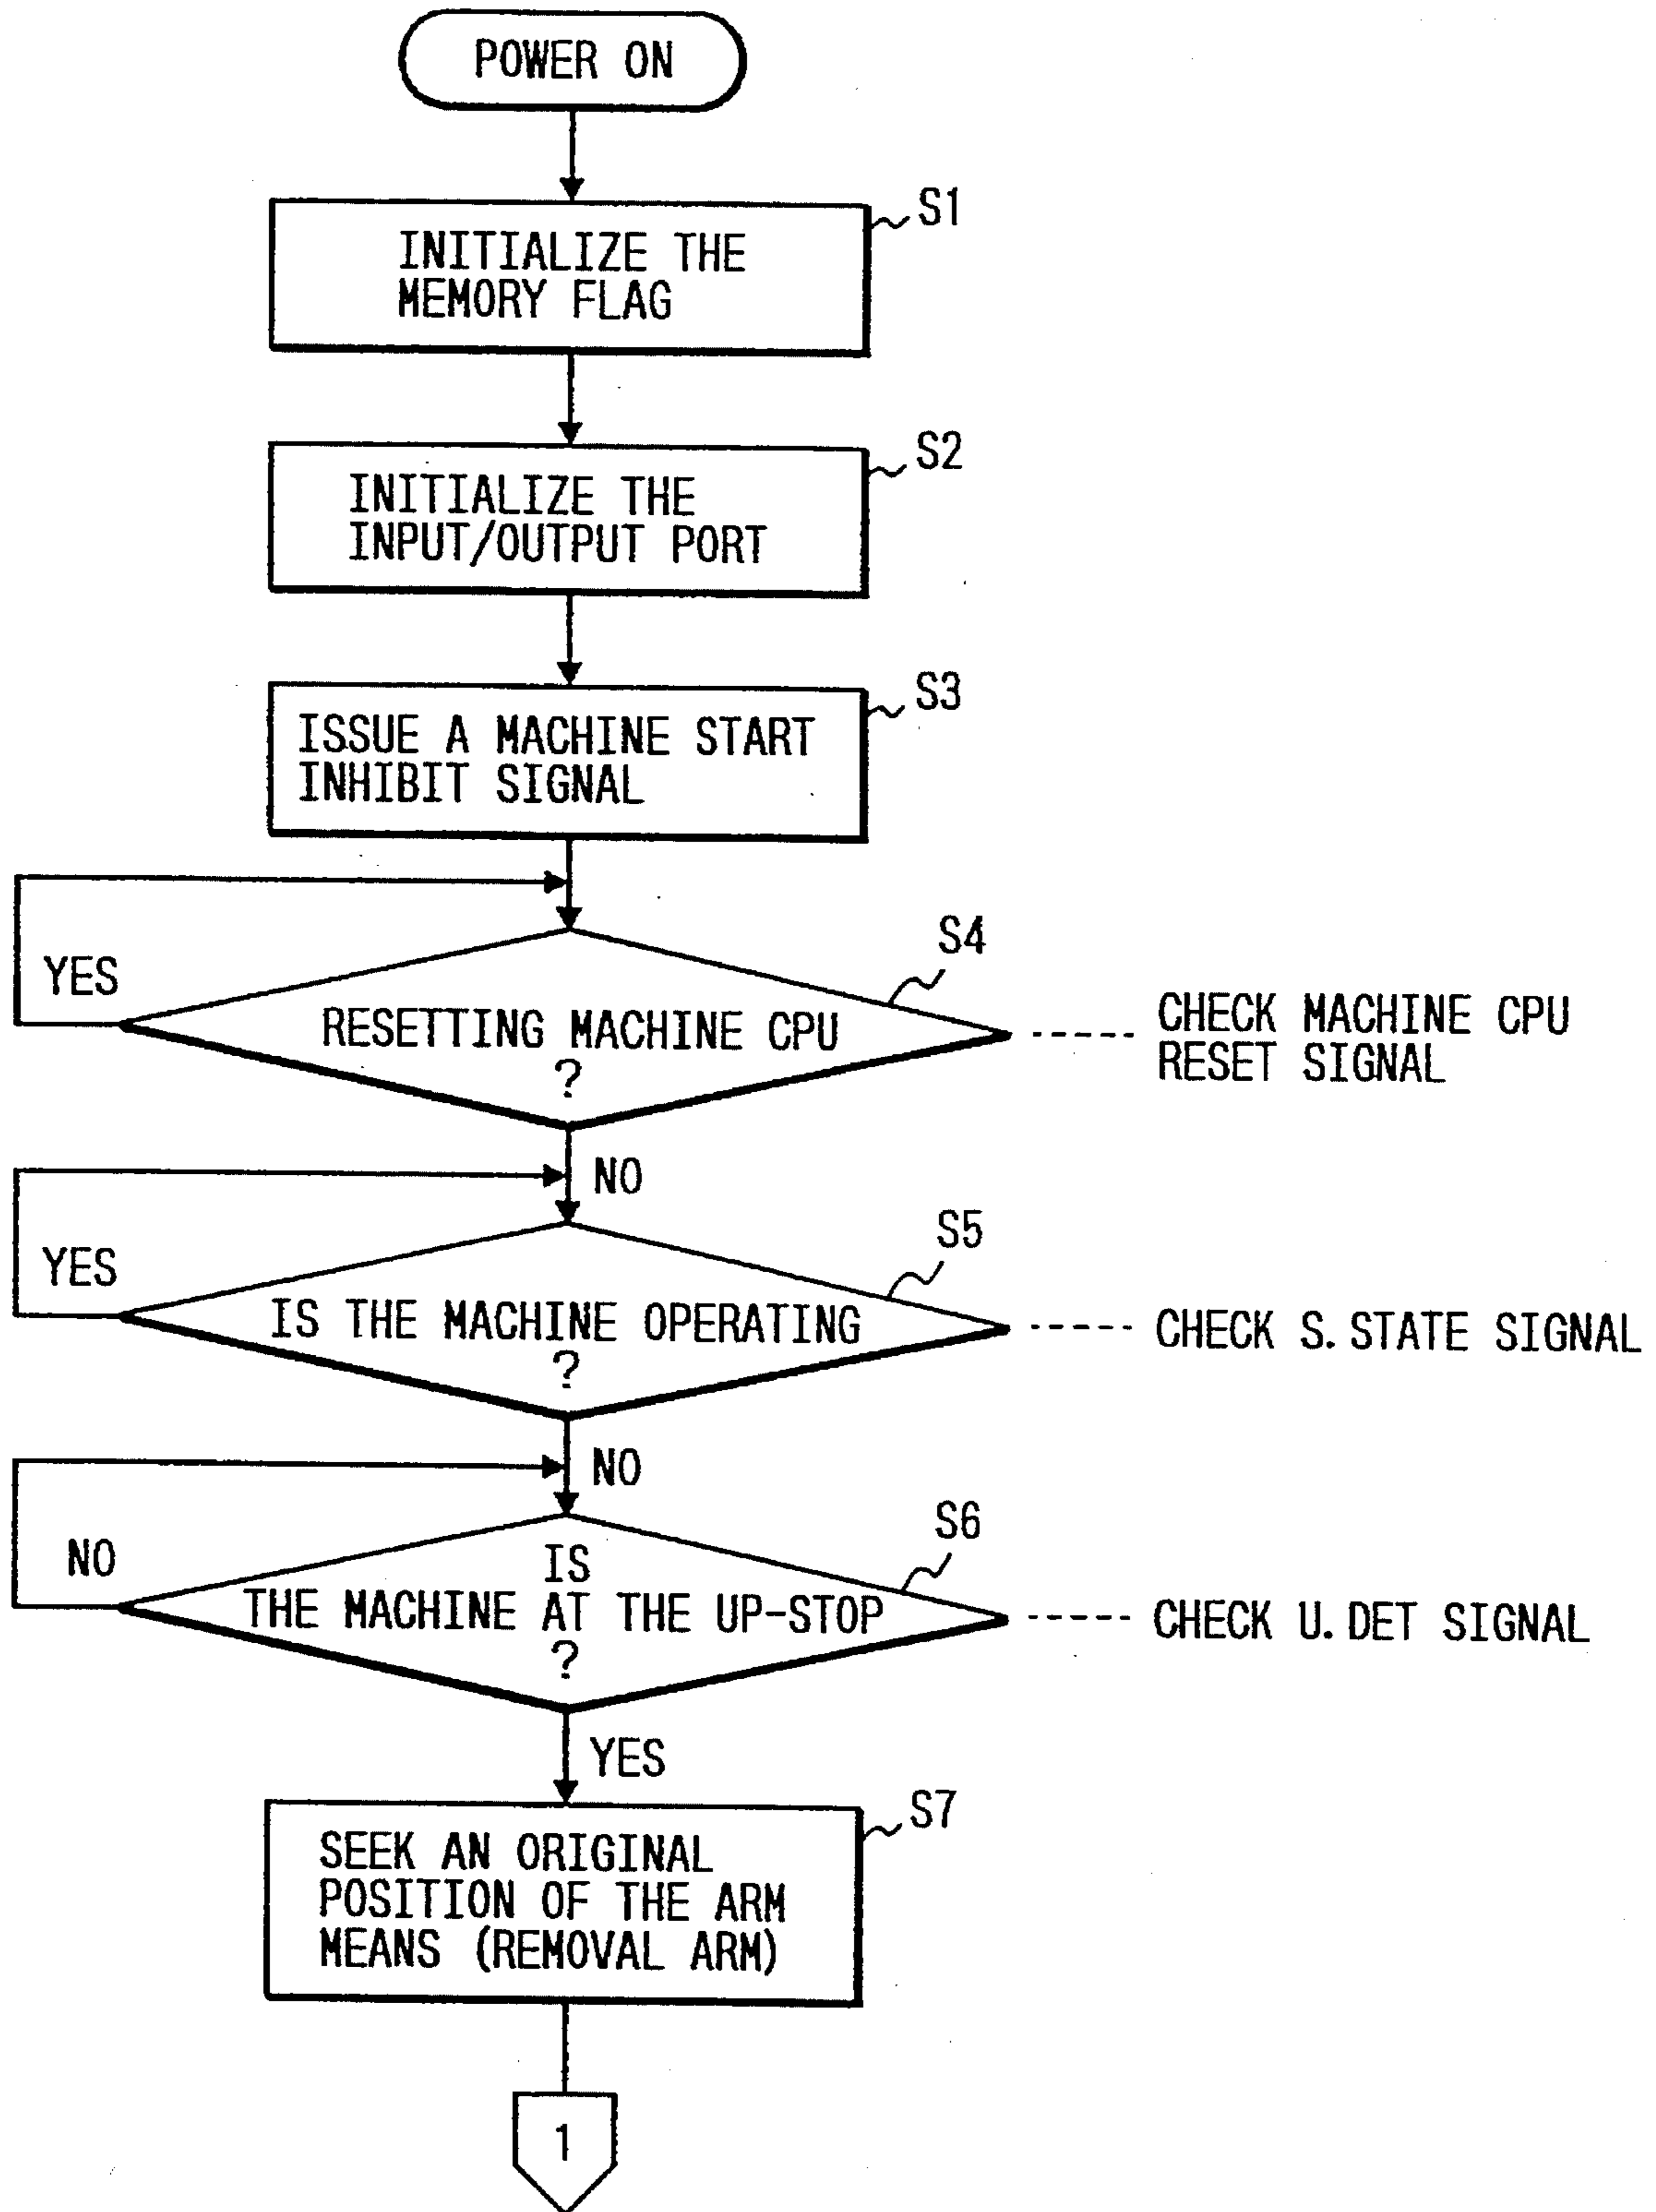 POWER ON
S1
INITIALIZE THE
MEMORY FLAG
S2
INITIALIZE THE
INPUT/OUTPUT PORT
S3
ISSUE A MACHINE START
INHIBIT SIGNAL
S4
YES
RESETTING MACHINE CPU
?
CHECK MACHINE CPU
RESET SIGNAL
NO
S5
YES
IS THE MACHINE OPERATING
?
CHECK S. STATE SIGNAL
NO
S6
NO
IS
THE MACHINE AT THE UP-STOP
?
CHECK U. DET SIGNAL
YES
S7
SEEK AN ORIGINAL
POSITION OF THE ARM
MEANS (REMOVAL ARM)
1